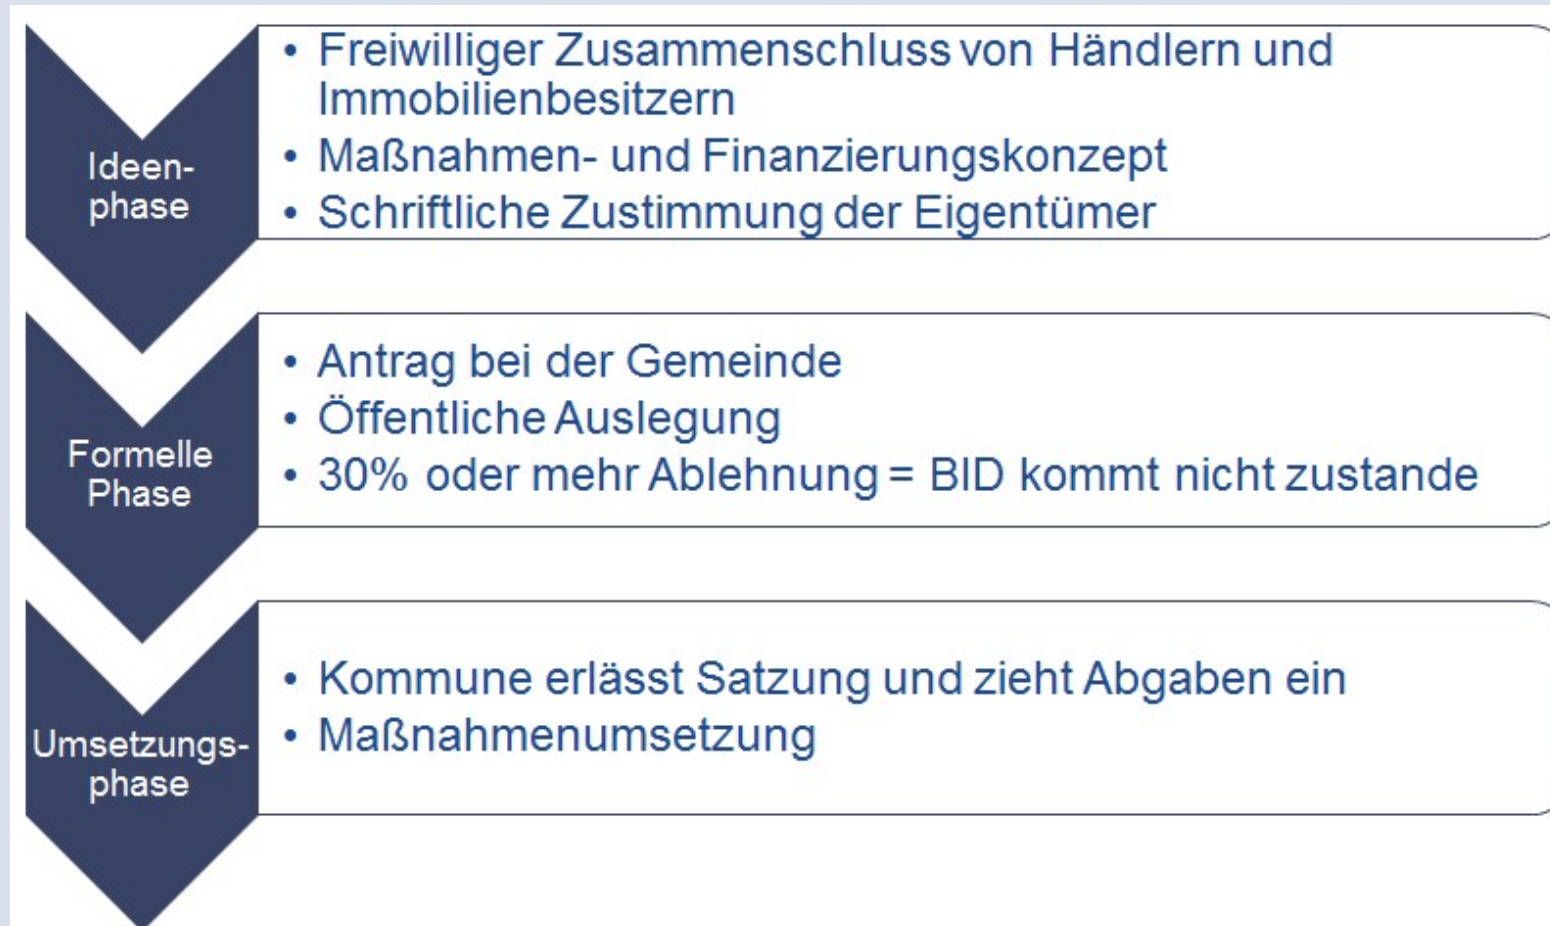 Ideen-
phase
• Freiwilliger Zusammenschluss von Händlern und
Immobilienbesitzern
• Maßnahmen- und Finanzierungskonzept
• Schriftliche Zustimmung der Eigentümer
Formelle
Phase
• Antrag bei der Gemeinde
• Öffentliche Auslegung
• 30% oder mehr Ablehnung = BID kommt nicht zustande
Umsetzungs-
phase
• Kommune erlässt Satzung und zieht Abgaben ein
• Maßnahmenumsetzung